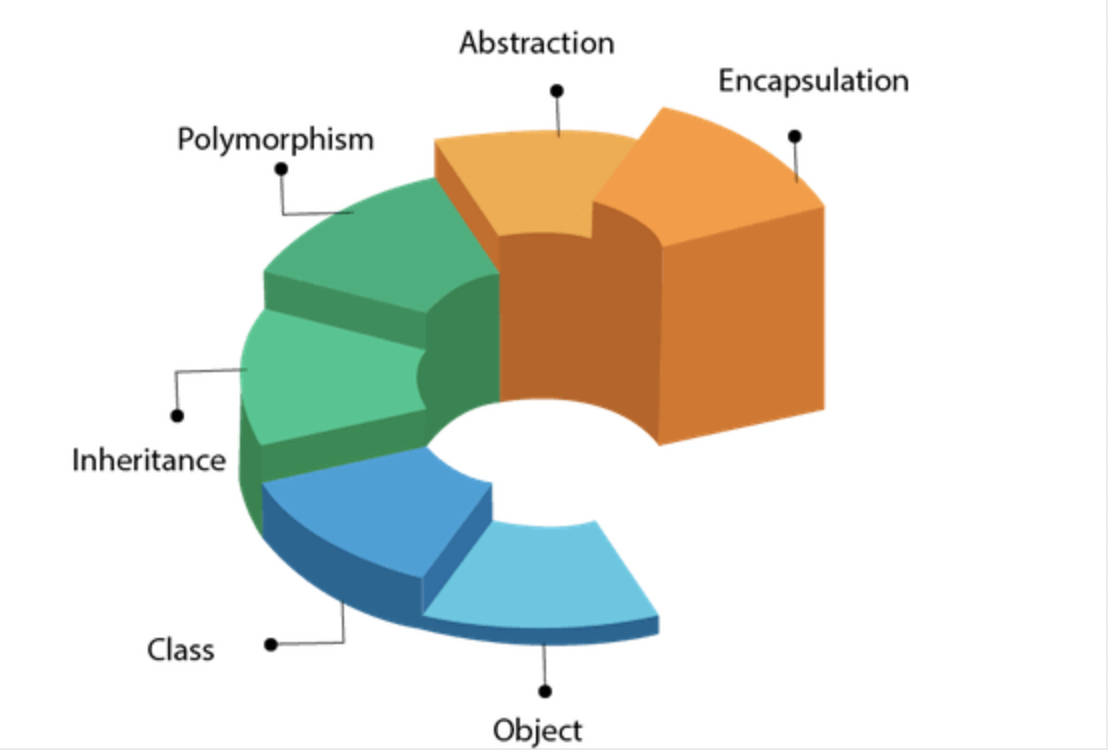 Abstraction
Encapsulation
Polymorphism
Inheritance
Class
Object